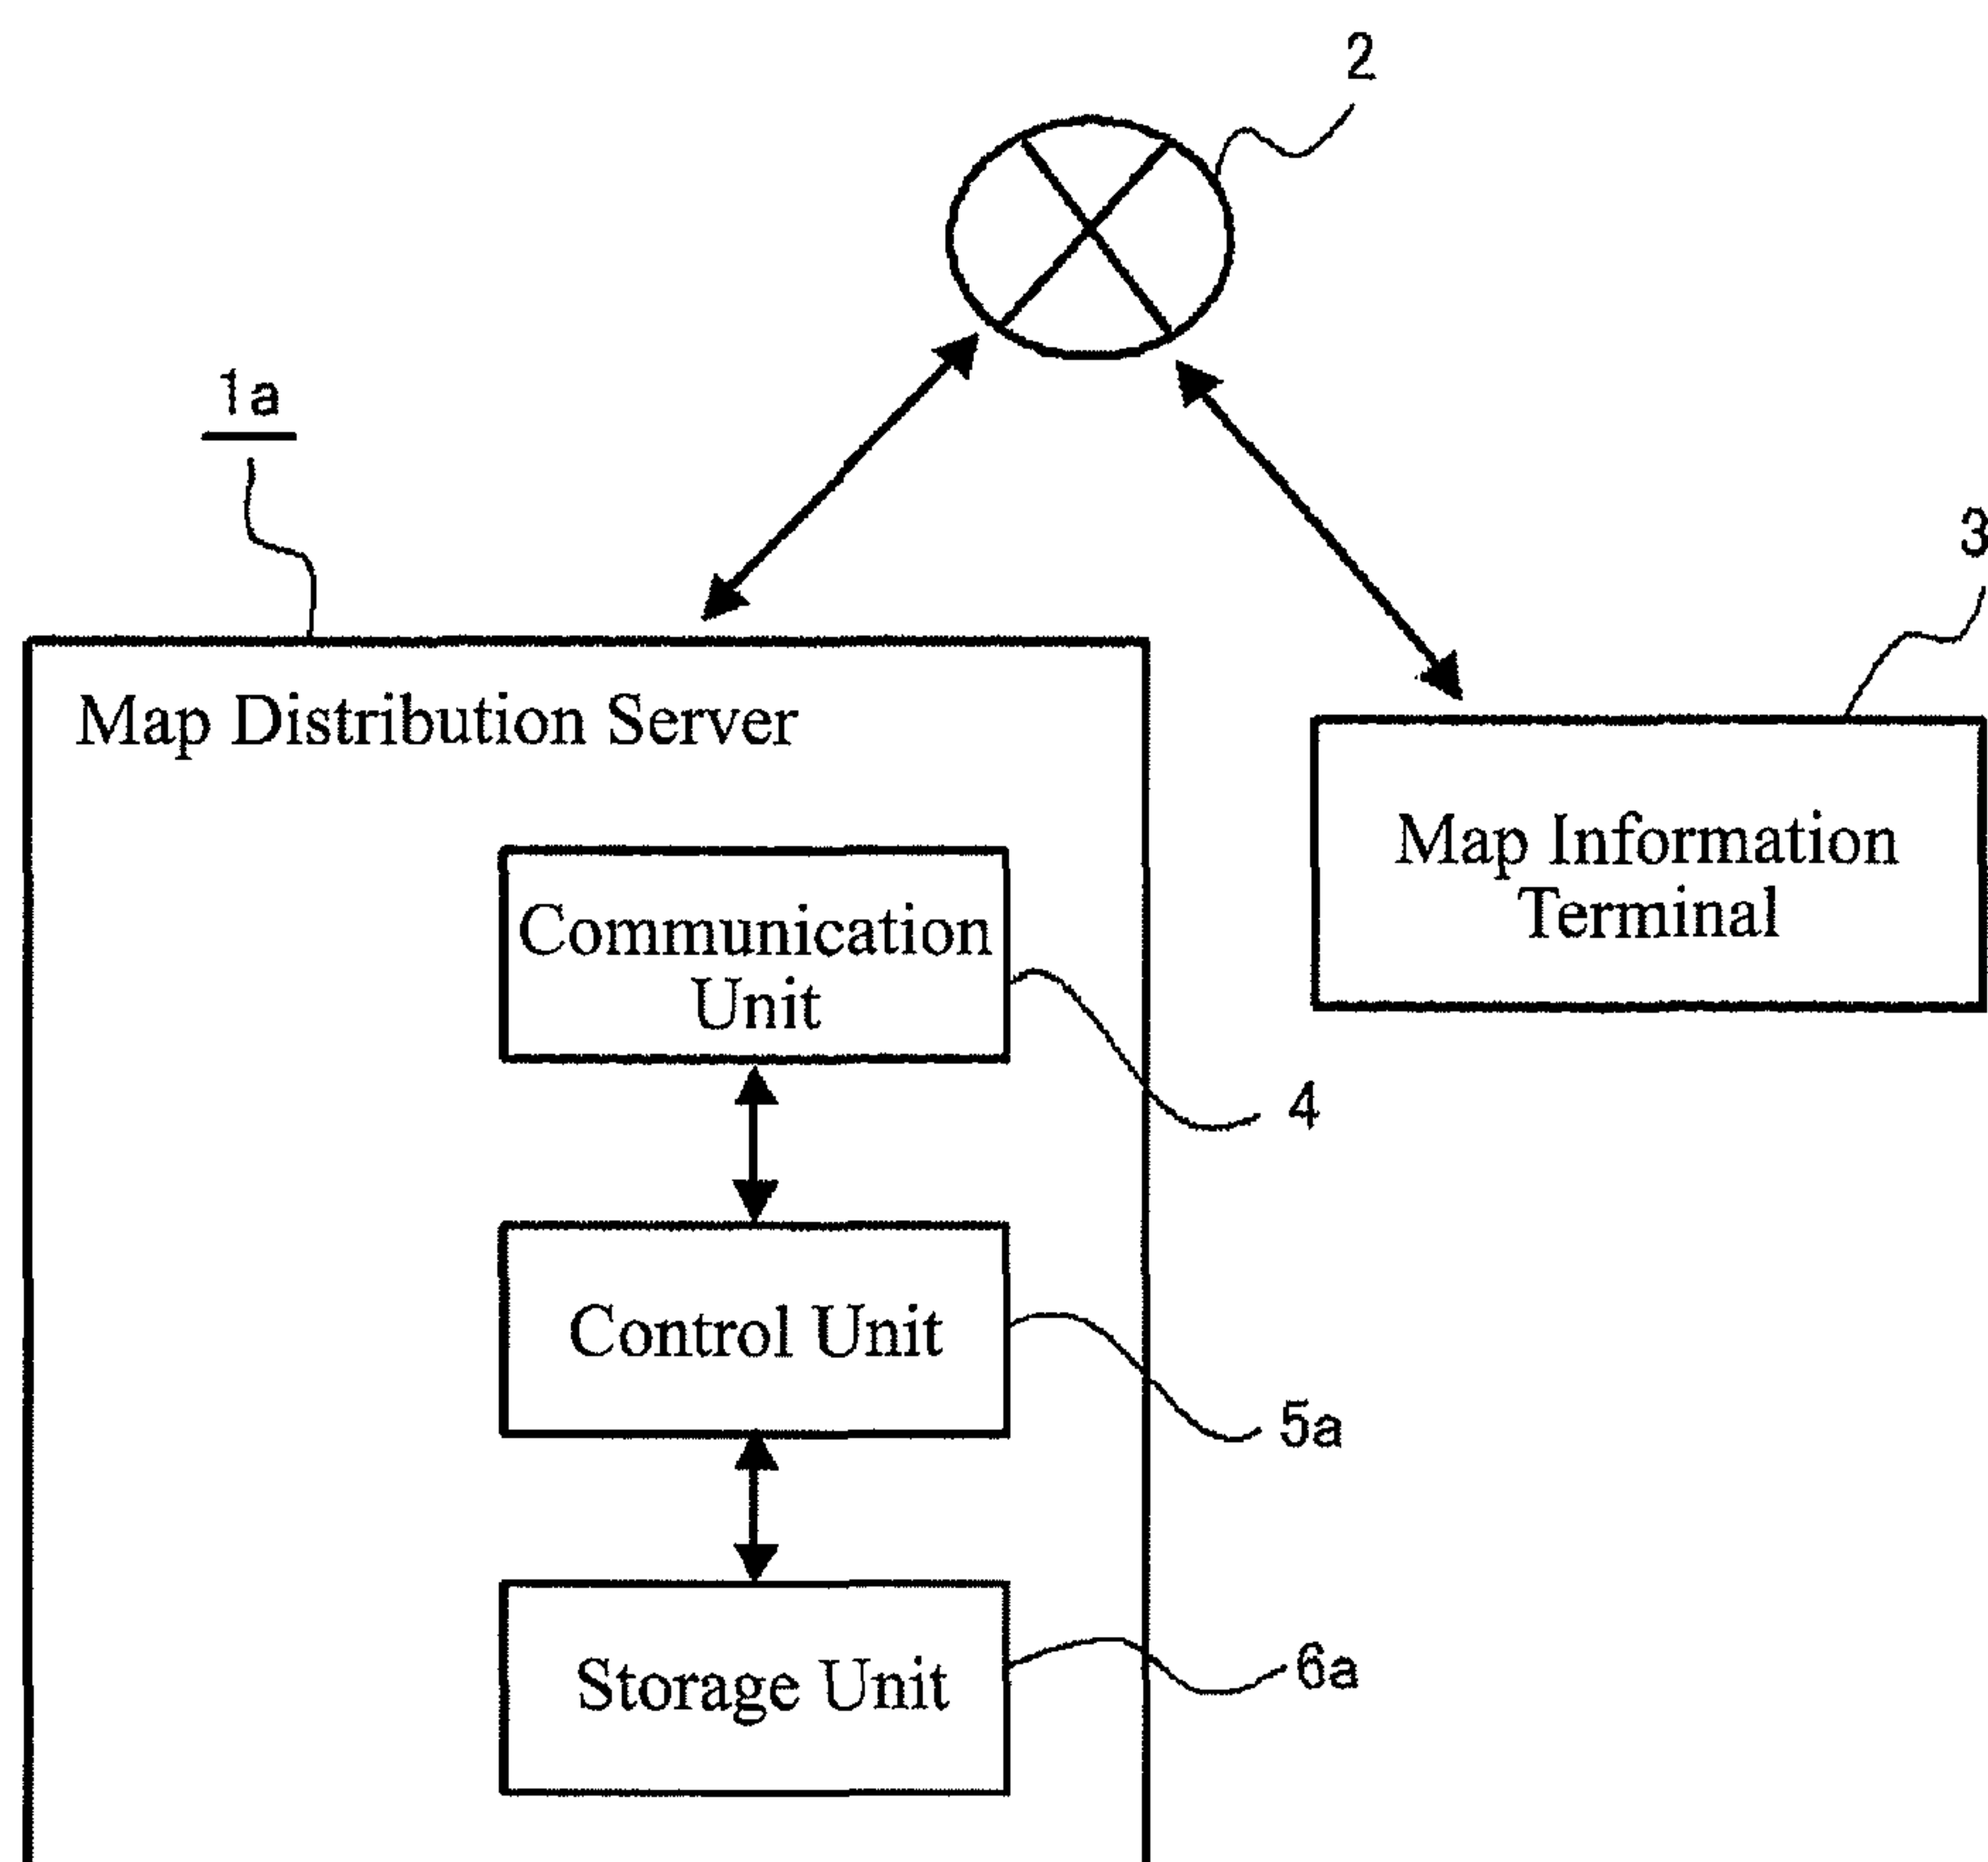 2
1a
3
Map Distribution Server
Map Information
Terminal
Communication
Unit
4
Control Unit
5a
Storage Unit
6a